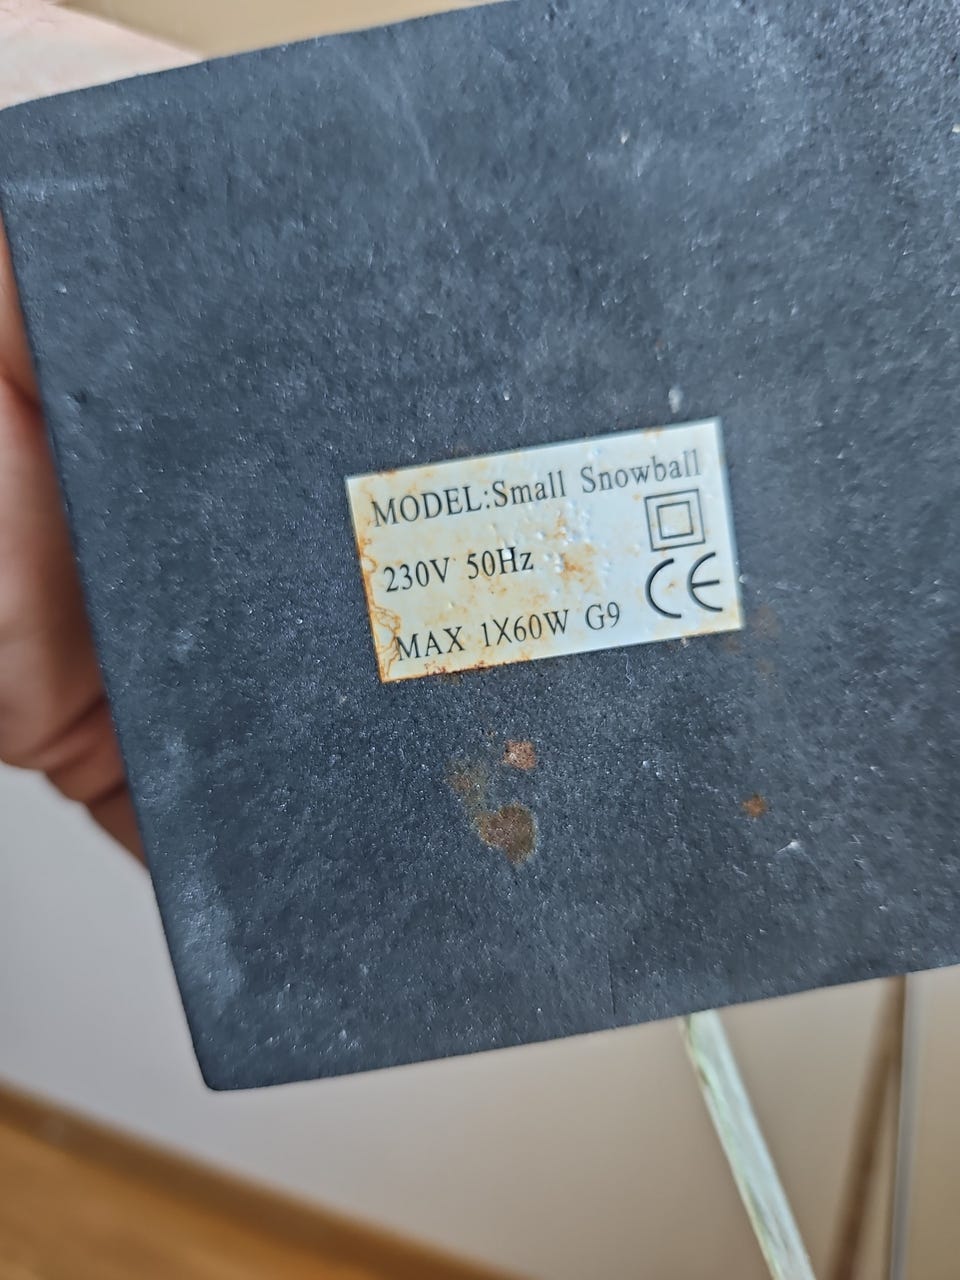 MODEL:Small Snowball
230V 50Hz
CE
MAX 1X60W G9